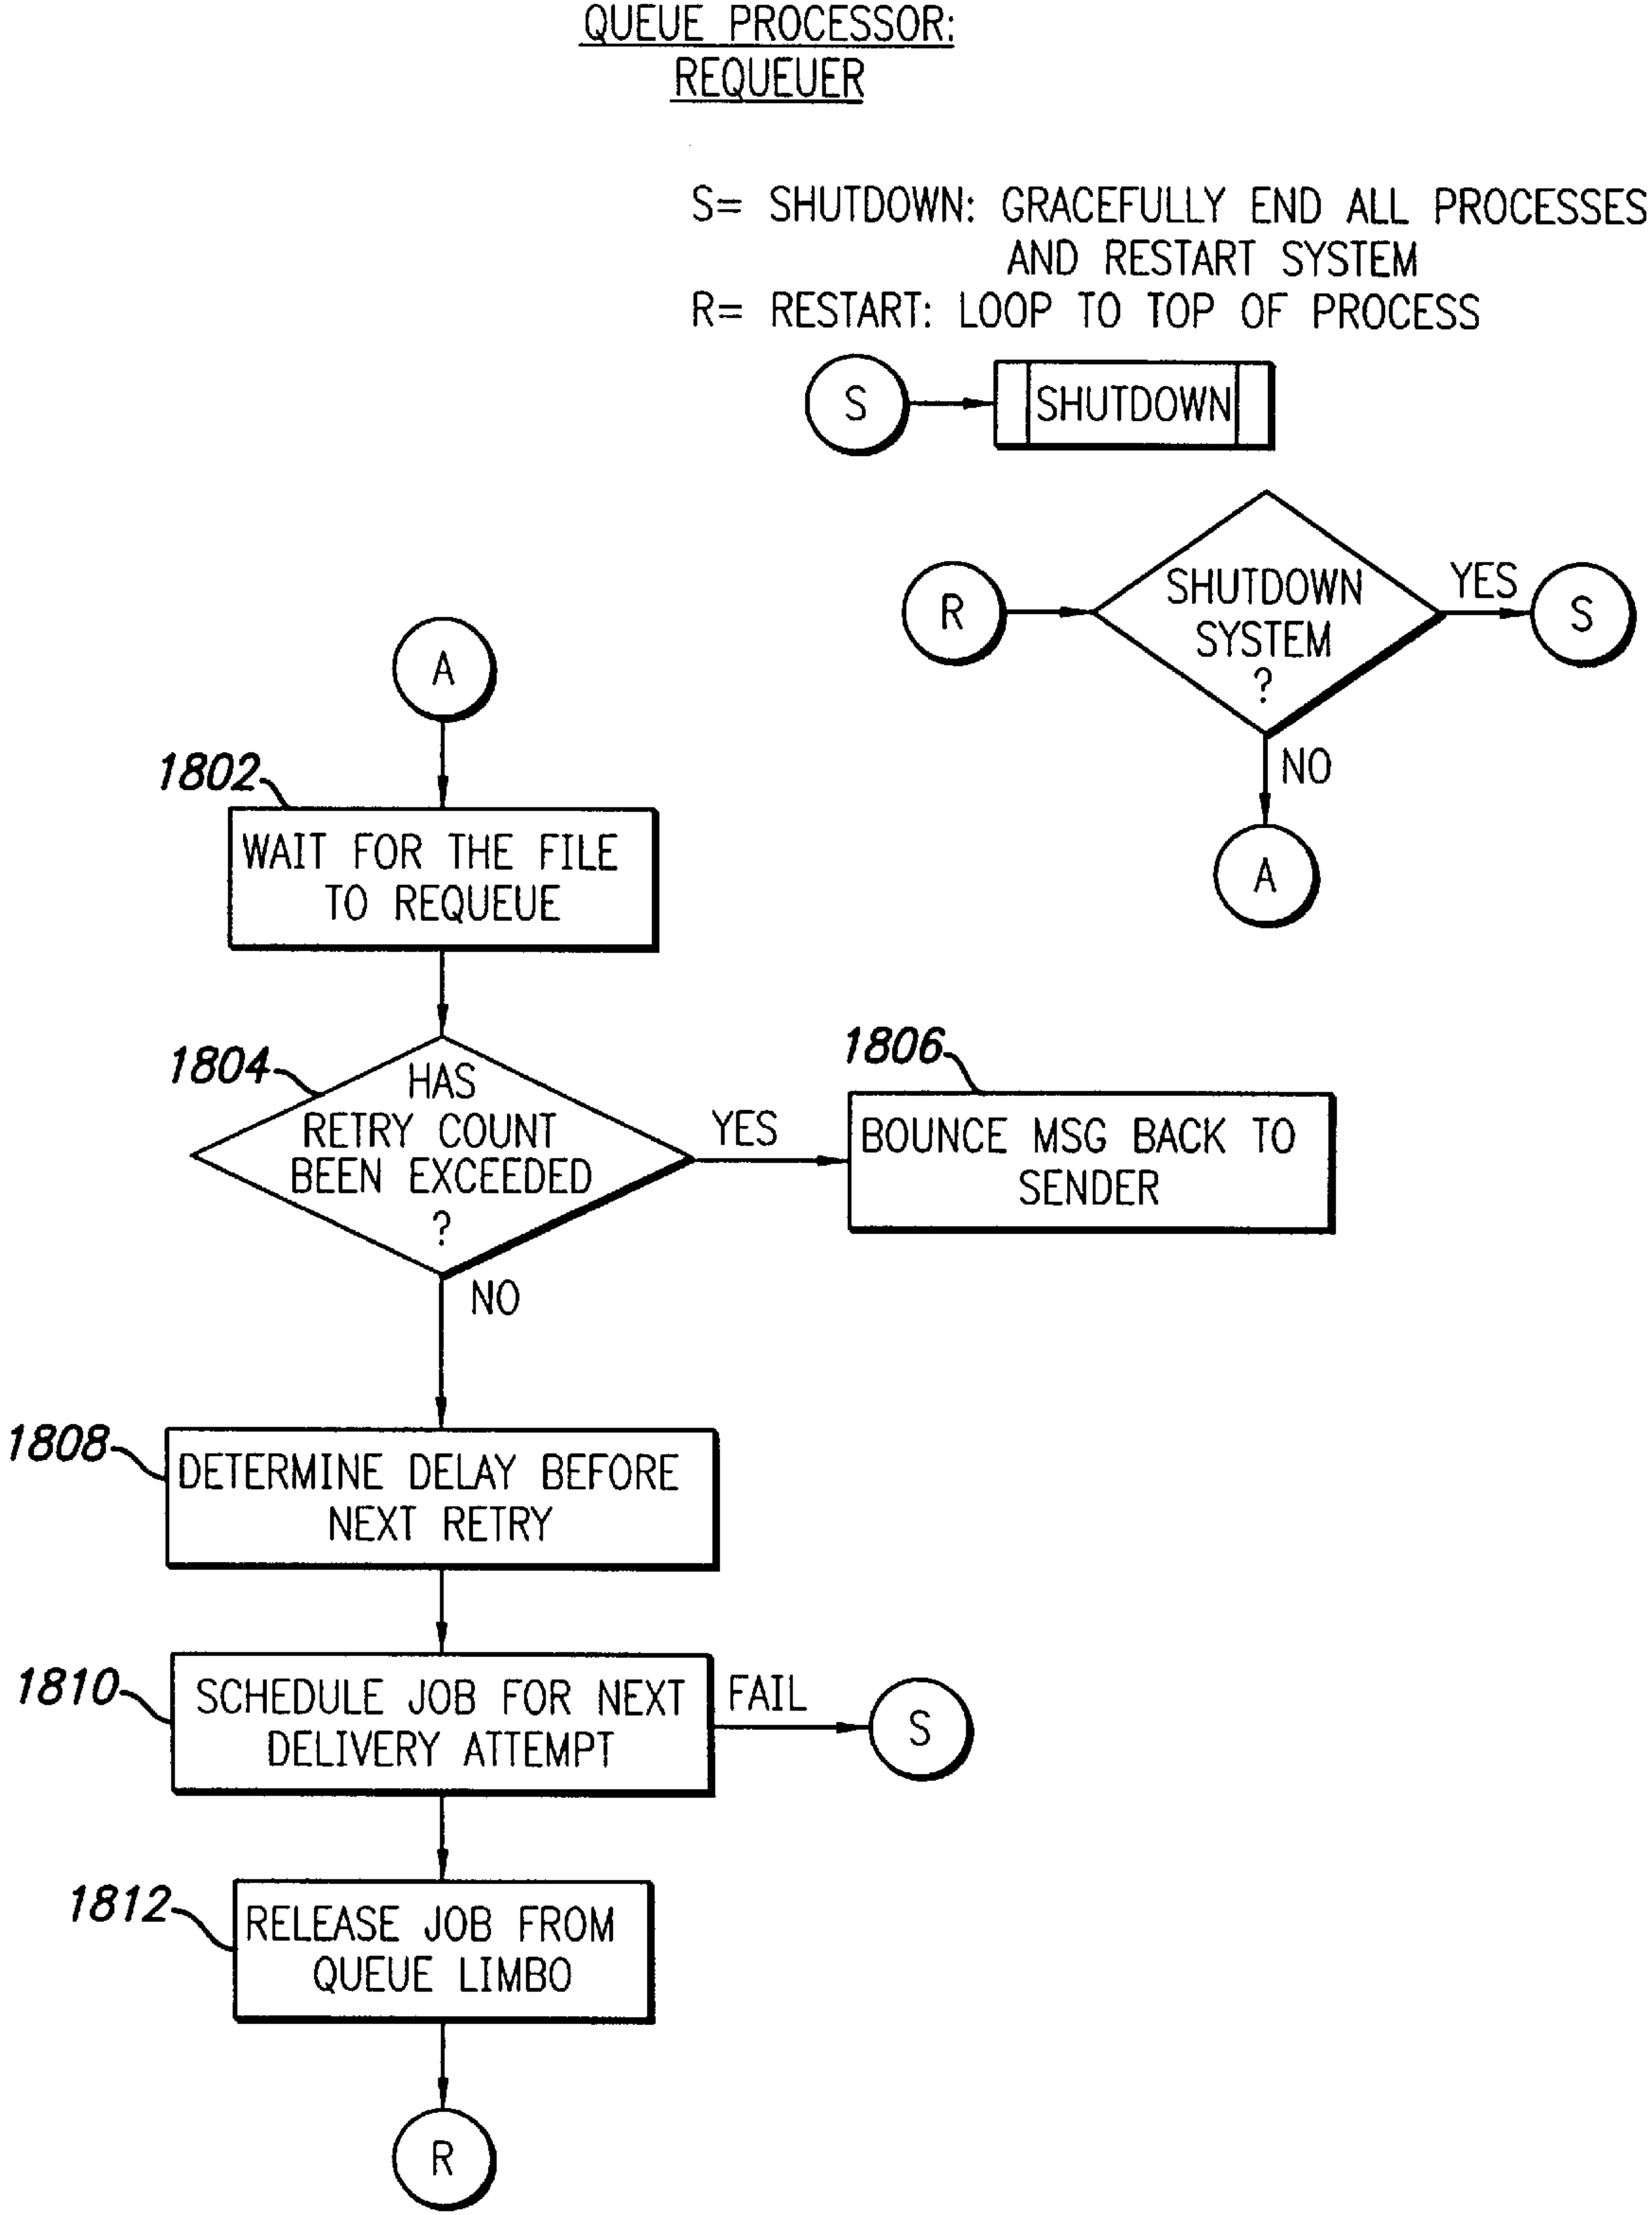 QUEUE PROCESSOR:
REQUEUER
S= SHUTDOWN: GRACEFULLY END ALL PROCESSES
AND RESTART SYSTEM
R= RESTART: LOOP TO TOP OF PROCESS
S
SHUTDOWN
R
SHUTDOWN
SYSTEM
?
YES
S
NO
A
A
1802
WAIT FOR THE FILE
TO REQUEUE
1804
HAS
RETRY COUNT
BEEN EXCEEDED
?
YES
1806
BOUNCE MSG BACK TO
SENDER
NO
1808
DETERMINE DELAY BEFORE
NEXT RETRY
1810
SCHEDULE JOB FOR NEXT
DELIVERY ATTEMPT
FAIL
S
1812
RELEASE JOB FROM
QUEUE LIMBO
R